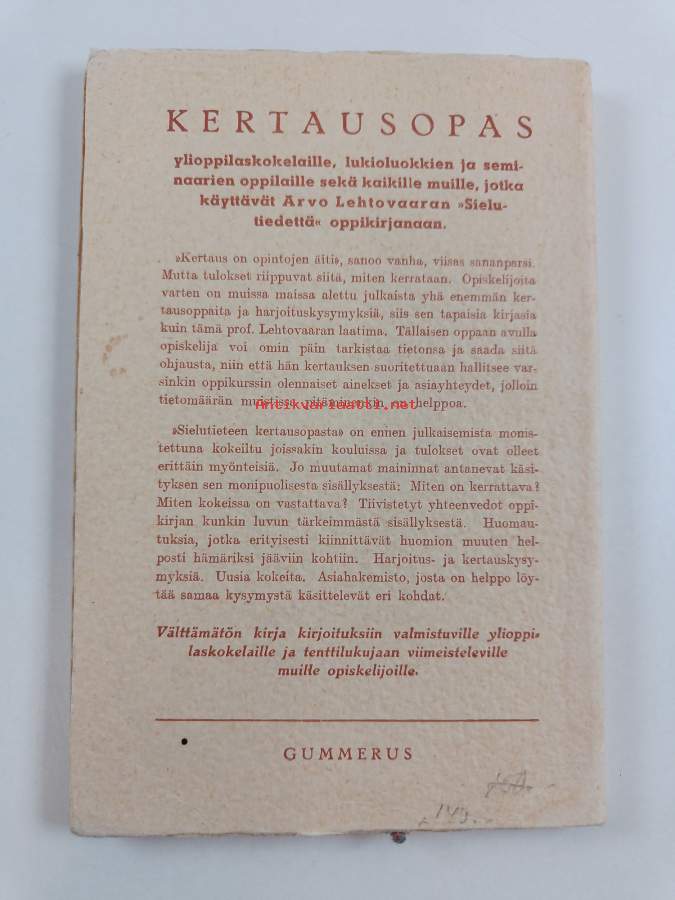 KERTAUSOPAS
ylioppilaskokelaille, lukioluokkien ja semi-
naarien oppilaille sekä kaikille muille, jotka
käyttävät Arvo Lehtovaaran »Sielu-
tiedettä« oppikirjanaan.
»Kertaus on opintojen äiti», sanoo vanha, viisas sananparsi.
Mutta tulokset riippuvat siitä, miten kerrataan. Opiskelijoita
varten on muissa maissa alettu julkaista yhä enemmän ker-
tausoppaita ja harjoituskysymyksiä, siis sen tapaisia kirjasia
kuin tämä prof. Lehtovaaran laatima. Tällaisen oppaan avulla
opiskelija voi omin päin tarkistaa tietonsa ja saada siitä
ohjausta, niin että hän kertauksen suoritettuaan hallitsee var-
sinkin oppikurssin olennaiset ainekset ja asiayhteydet, jolloin
tietomäärän muistissa pitäminenkin on helppoa.
Antikvariaatti.net
»Sielutieteen kertausopasta» on ennen julkaisemista monis-
tettuna kokeiltu joissakin kouluissa ja tulokset ovat olleet
erittäin myönteisiä. Jo muutamat maininnat antanevat käsi-
tyksen sen monipuolisesta sisällyksestä: Miten on kerrattava?
Miten kokeissa on vastattava? Tiivistetyt yhteenvedot oppi-
kirjan kunkin luvun tärkeimmästä sisällyksestä. Huomau-
tuksia, jotka erityisesti kiinnittävät huomion muuten hel-
posti hämäriksi jääviin kohtiin. Harjoitus- ja kertauskysy-
myksiä. Uusia kokeita. Asiahakemisto, josta on helppo löy-
tää samaa kysymystä käsittelevät eri kohdat.
Välttämätön kirja kirjoituksiin valmistuville ylioppi-
laskokelaille ja tenttilukujaan viimeisteleville
muille opiskelijoille.
GUMMERUS